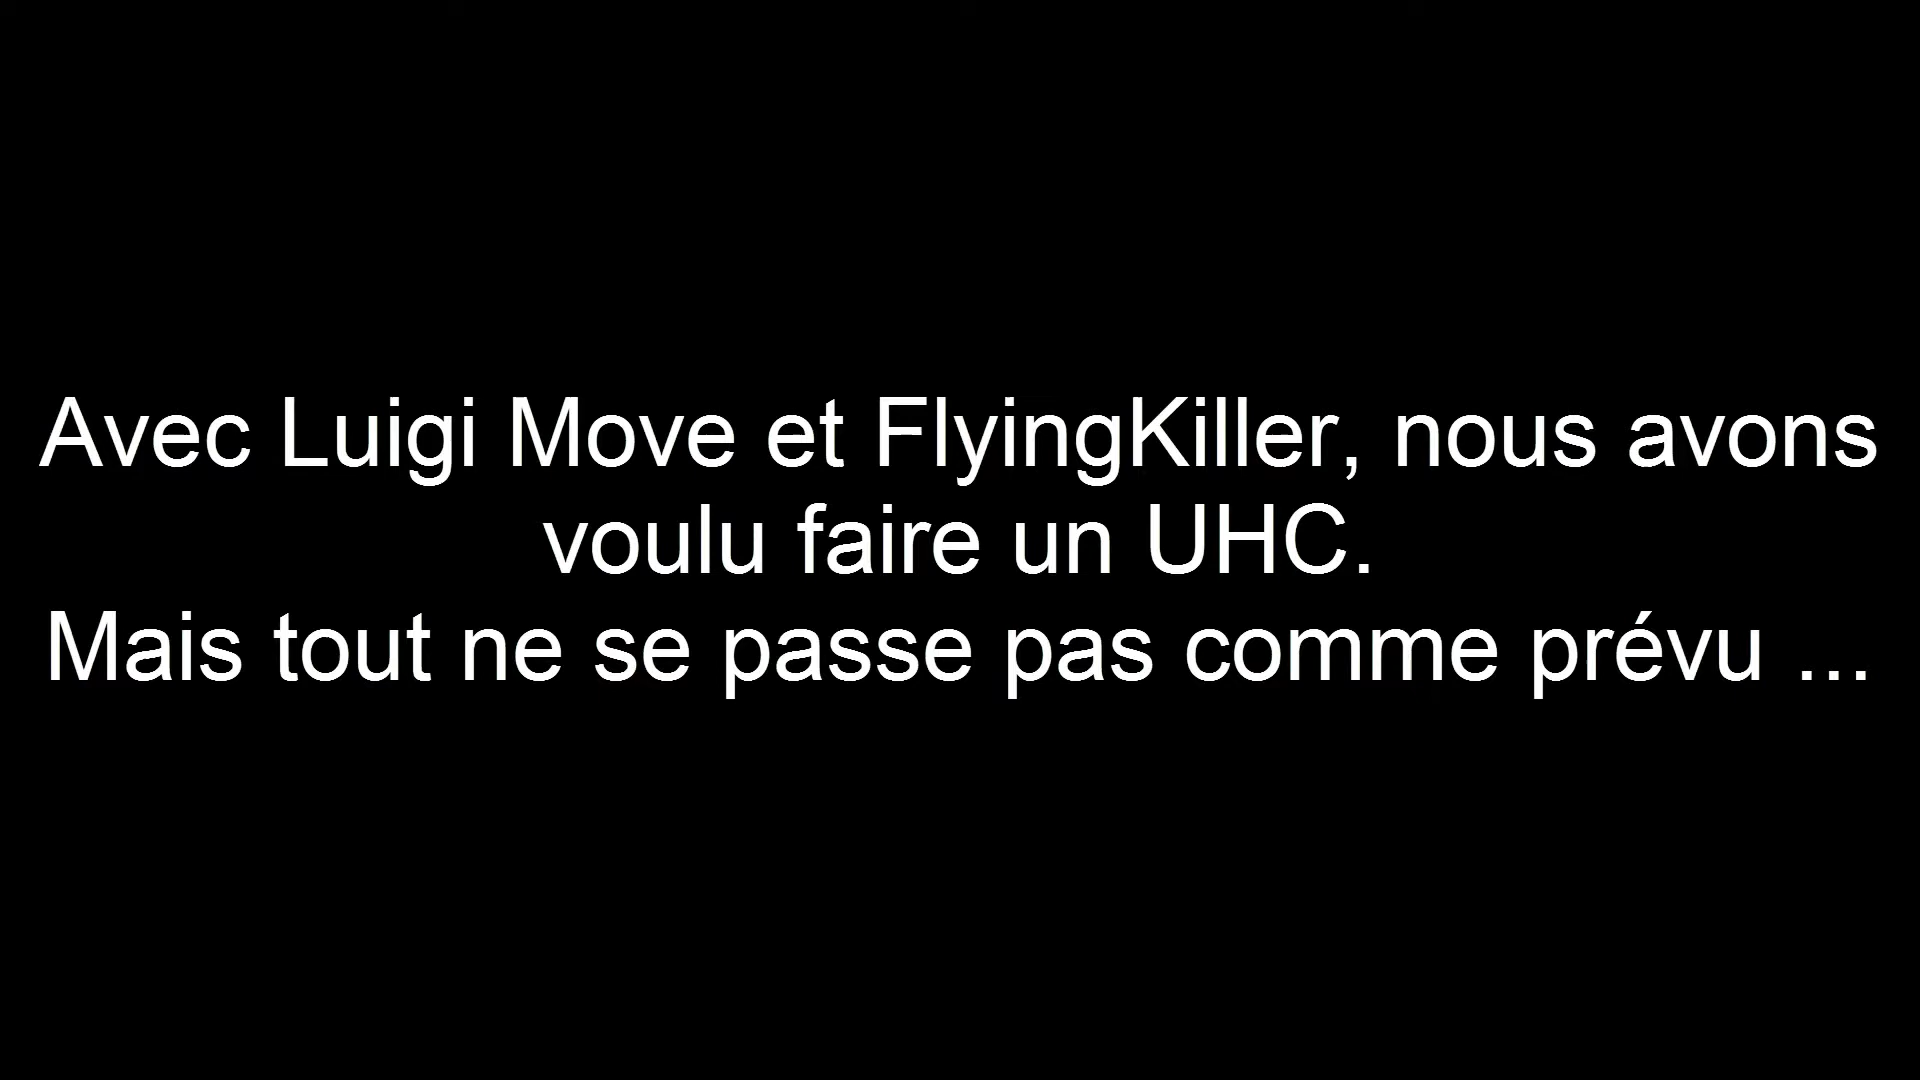 Avec Luigi Move et FlyingKiller, nous avons
voulu faire un UHC.
Mais tout ne se passe pas comme prévu ...